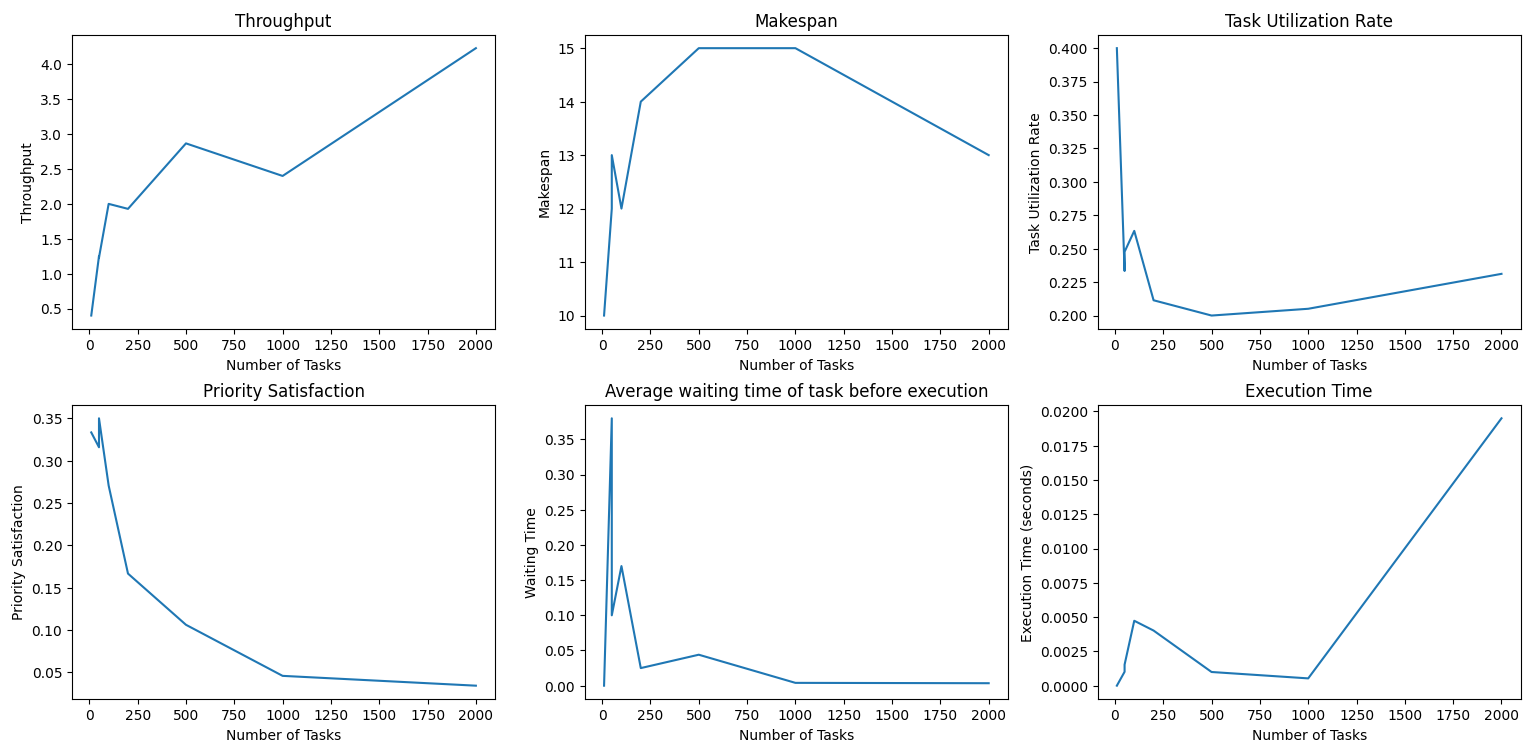 Throughput
Throughput
4.0
3.5
3.0
2.5
2.0
1.5
1.0
0.5
0 250 500 750 1000 1250 1500 1750 2000
Number of Tasks
Makespan
Makespan
15
14
13
12
11
10
0 250 500 750 1000 1250 1500 1750 2000
Number of Tasks
Task Utilization Rate
Task Utilization Rate
0.400
0.375
0.350
0.325
0.300
0.275
0.250
0.225
0.200
0 250 500 750 1000 1250 1500 1750 2000
Number of Tasks
Priority Satisfaction
Priority Satisfaction
0.35
0.30
0.25
0.20
0.15
0.10
0.05
0 250 500 750 1000 1250 1500 1750 2000
Number of Tasks
Average waiting time of task before execution
Waiting Time
0.35
0.30
0.25
0.20
0.15
0.10
0.05
0.00
0 250 500 750 1000 1250 1500 1750 2000
Number of Tasks
Execution Time
Execution Time (seconds)
0.0200
0.0175
0.0150
0.0125
0.0100
0.0075
0.0050
0.0025
0.0000
0 250 500 750 1000 1250 1500 1750 2000
Number of Tasks